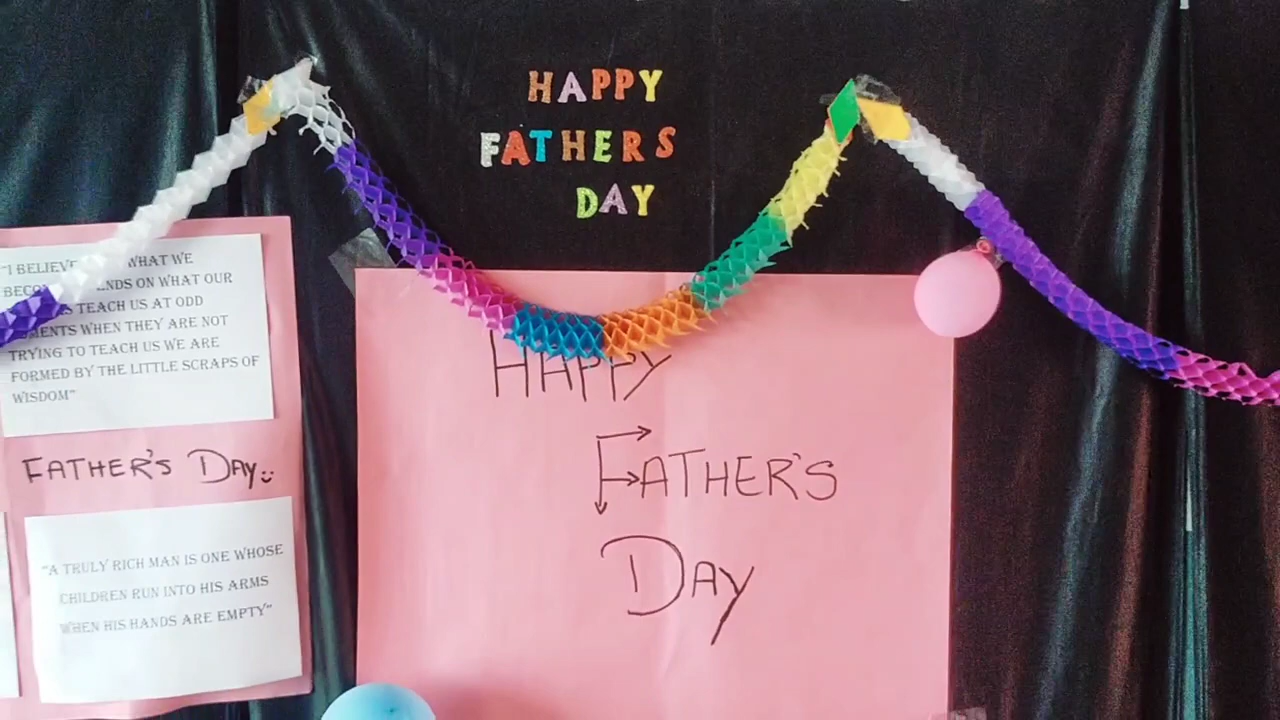 HAPPY
FATHERS
DAY
"I BELIEVE WHAT WE
ON WHAT OUR
TEACH US AT ODD
WHEN THEY ARE NOT
TRYING TO TEACH US WE ARE
FORMED BY THE LITTLE SCRAPS OF
WISDOM"
FATHER'S DAY
"A TRULY RICH MAN IS ONE WHOSE
CHILDREN RUN INTO HIS ARMS
WHEN HIS HANDS ARE EMPTY"
HAPPY
FATHER'S
DAY